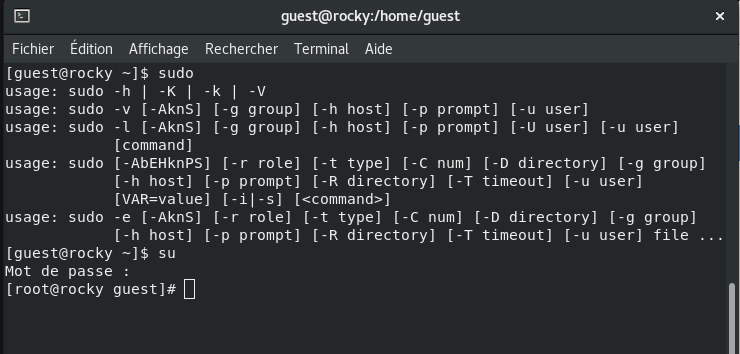 guest@rocky:/home/guest
Fichier Édition Affichage Rechercher Terminal Aide
[guest@rocky ~]$ sudo
usage: sudo -h | -K | -k | -V
usage: sudo -v [-AknS] [-g group] [-h host] [-p prompt] [-u user]
usage: sudo -l [-AknS] [-g group] [-h host] [-p prompt] [-U user] [-u user]
            [command]
usage: sudo [-AbEHknPS] [-r role] [-t type] [-C num] [-D directory] [-g group]
            [-h host] [-p prompt] [-R directory] [-T timeout] [-u user]
            [VAR=value] [-i|-s] [<command>]
usage: sudo -e [-AknS] [-r role] [-t type] [-C num] [-D directory] [-g group]
            [-h host] [-p prompt] [-R directory] [-T timeout] [-u user] file ...
[guest@rocky ~]$ su
Mot de passe :
[root@rocky guest]#